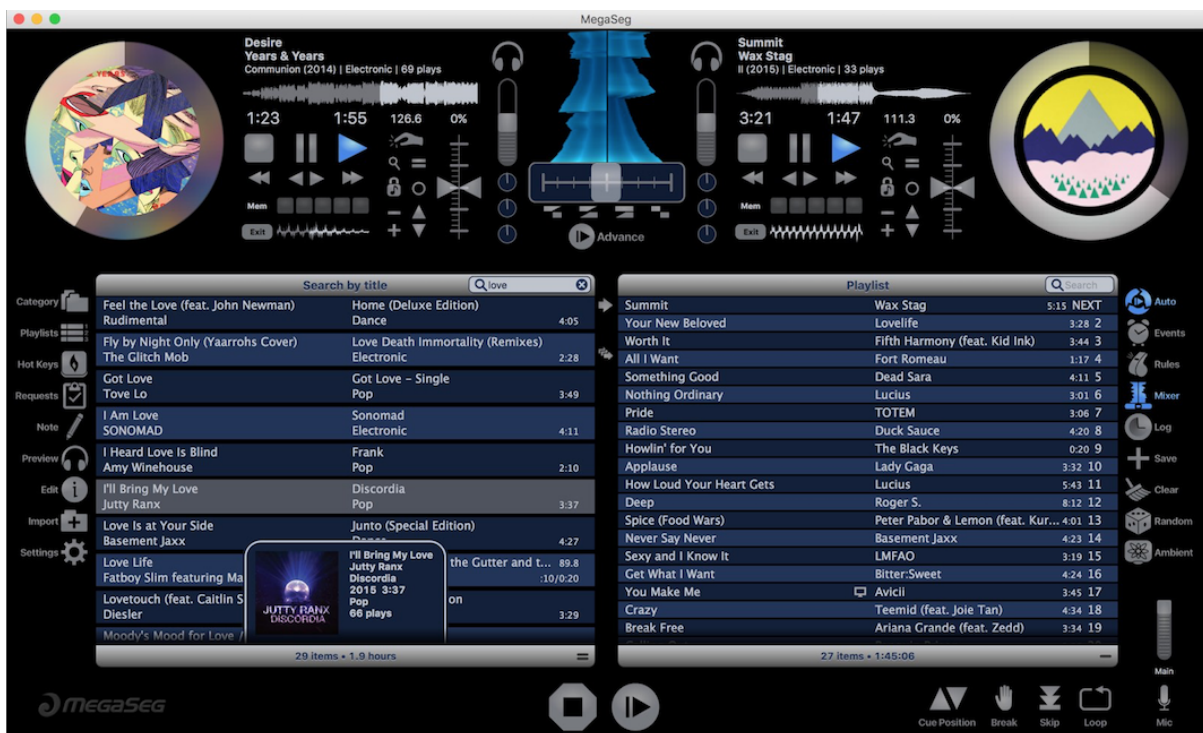 MegaSeg
Desire
Years & Years
Communion (2014) | Electronic | 69 plays
1:23 1:55 126.6 0%
Mem
Exit
Advance
Summit
Wax Stag
II (2015) | Electronic | 33 plays
3:21 1:47 111.3 0%
Mem
Exit
Category
Playlists
Hot Keys
Requests
Note
Preview
Edit
Import
Settings
Search by title love
Feel the Love (feat. John Newman) Home (Deluxe Edition)
Rudimental Dance 4:05
Fly by Night Only (Yaarrohs Cover) Love Death Immortality (Remixes)
The Glitch Mob Electronic 2:28
Got Love Got Love – Single
Tove Lo Pop 3:49
I Am Love Sonomad
SONOMAD Electronic 4:11
I Heard Love Is Blind Frank
Amy Winehouse Pop 2:10
I'll Bring My Love Discordia
Jutty Ranx Pop 3:37
Love Is at Your Side Junto (Special Edition)
Basement Jaxx Dance 4:27
Love Life the Gutter and t... 89.8
Fatboy Slim featuring Ma :10/0:20
Lovetouch (feat. Caitlin S on
Diesler 3:29
Moody's Mood for Love /
JUTTY RANX
DISCORDIA
I'll Bring My Love
Jutty Ranx
Discordia
2015 3:37
Pop
66 plays
29 items • 1.9 hours
Playlist Search
Summit Wax Stag 5:15 NEXT
Your New Beloved Lovelife 3:28 2
Worth It Fifth Harmony (feat. Kid Ink) 3:44 3
All I Want Fort Romeau 1:17 4
Something Good Dead Sara 4:11 5
Nothing Ordinary Lucius 3:01 6
Pride TOTEM 3:06 7
Radio Stereo Duck Sauce 4:20 8
Howlin' for You The Black Keys 0:20 9
Applause Lady Gaga 3:32 10
How Loud Your Heart Gets Lucius 5:43 11
Deep Roger S. 8:12 12
Spice (Food Wars) Peter Pabor & Lemon (feat. Kur... 4:01 13
Never Say Never Basement Jaxx 4:23 14
Sexy and I Know It LMFAO 3:19 15
Get What I Want Bitter:Sweet 4:24 16
You Make Me Avicii 3:45 17
Crazy Teemid (feat. Joie Tan) 4:34 18
Break Free Ariana Grande (feat. Zedd) 3:34 19
27 items • 1:45:06
Auto
Events
Rules
Mixer
Log
Save
Clear
Random
Ambient
Main
Mic
MEGASEG
Cue Position Break Skip Loop